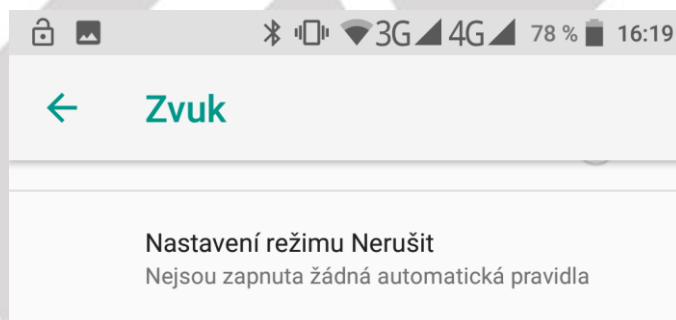 3G 4G 78 % 16:19
Zvuk
Nastavení režimu Nerušit
Nejsou zapnuta žádná automatická pravidla